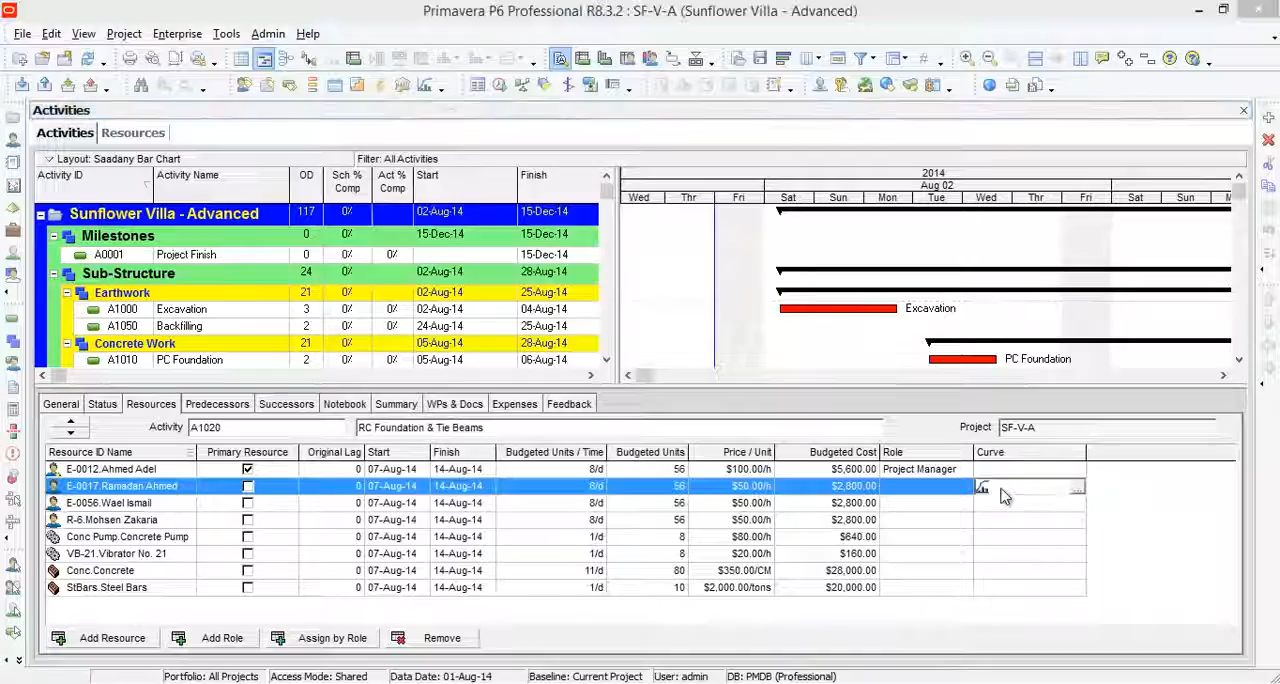 Primavera P6 Professional R8.3.2 : SF-V-A (Sunflower Villa - Advanced)
File Edit View Project Enterprise Tools Admin Help
Activities
Activities Resources
Layout: Saadany Bar Chart Filter: All Activities
Activity ID Activity Name OD Sch % Comp Act % Comp Start Finish
2014
Aug 02
Wed Thr Fri Sat Sun Mon Tue Wed Thr Fri Sat Sun M
Sunflower Villa - Advanced 117 0% 02-Aug-14 15-Dec-14
Milestones 0 0% 15-Dec-14 15-Dec-14
A0001 Project Finish 0 0% 0% 15-Dec-14
Sub-Structure 24 0% 02-Aug-14 28-Aug-14
Earthwork 21 0% 02-Aug-14 25-Aug-14
A1000 Excavation 3 0% 0% 02-Aug-14 04-Aug-14 Excavation
A1050 Backfilling 2 0% 0% 24-Aug-14 25-Aug-14
Concrete Work 21 0% 05-Aug-14 28-Aug-14
A1010 PC Foundation 2 0% 0% 05-Aug-14 06-Aug-14 PC Foundation
General Status Resources Predecessors Successors Notebook Summary WPs & Docs Expenses Feedback
Activity A1020 RC Foundation & Tie Beams Project SF-V-A
Resource ID Name Primary Resource Original Lag Start Finish Budgeted Units / Time Budgeted Units Price / Unit Budgeted Cost Role Curve
E-0012.Ahmed Adel 0 07-Aug-14 14-Aug-14 8/d 56 $100.00/h $5,600.00 Project Manager
E-0017.Ramadan Ahmed 0 07-Aug-14 14-Aug-14 8/d 56 $50.00/h $2,800.00 ...
E-0056.Wael Ismail 0 07-Aug-14 14-Aug-14 8/d 56 $50.00/h $2,800.00
R-6.Mohsen Zakaria 0 07-Aug-14 14-Aug-14 8/d 56 $50.00/h $2,800.00
Conc Pump.Concrete Pump 0 07-Aug-14 14-Aug-14 1/d 8 $80.00/h $640.00
VB-21.Vibrator No. 21 0 07-Aug-14 14-Aug-14 1/d 8 $20.00/h $160.00
Conc.Concrete 0 07-Aug-14 14-Aug-14 11/d 80 $350.00/CM $28,000.00
StBars.Steel Bars 0 07-Aug-14 14-Aug-14 1/d 10 $2,000.00/tons $20,000.00
Add Resource Add Role Assign by Role Remove
Portfolio: All Projects Access Mode: Shared Data Date: 01-Aug-14 Baseline: Current Project User: admin DB: PMDB (Professional)